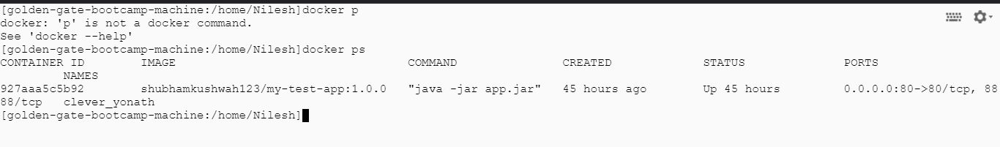 [golden-gate-bootcamp-machine:/home/Nilesh]docker p
docker: 'p' is not a docker command.
See 'docker --help'
[golden-gate-bootcamp-machine:/home/Nilesh]docker ps
CONTAINER ID        IMAGE                                 COMMAND               CREATED             STATUS              PORTS
         NAMES
927aaa5c5b92        shubhamkushwah123/my-test-app:1.0.0   "java -jar app.jar"   45 hours ago        Up 45 hours         0.0.0.0:80->80/tcp, 88
88/tcp   clever_yonath
[golden-gate-bootcamp-machine:/home/Nilesh]